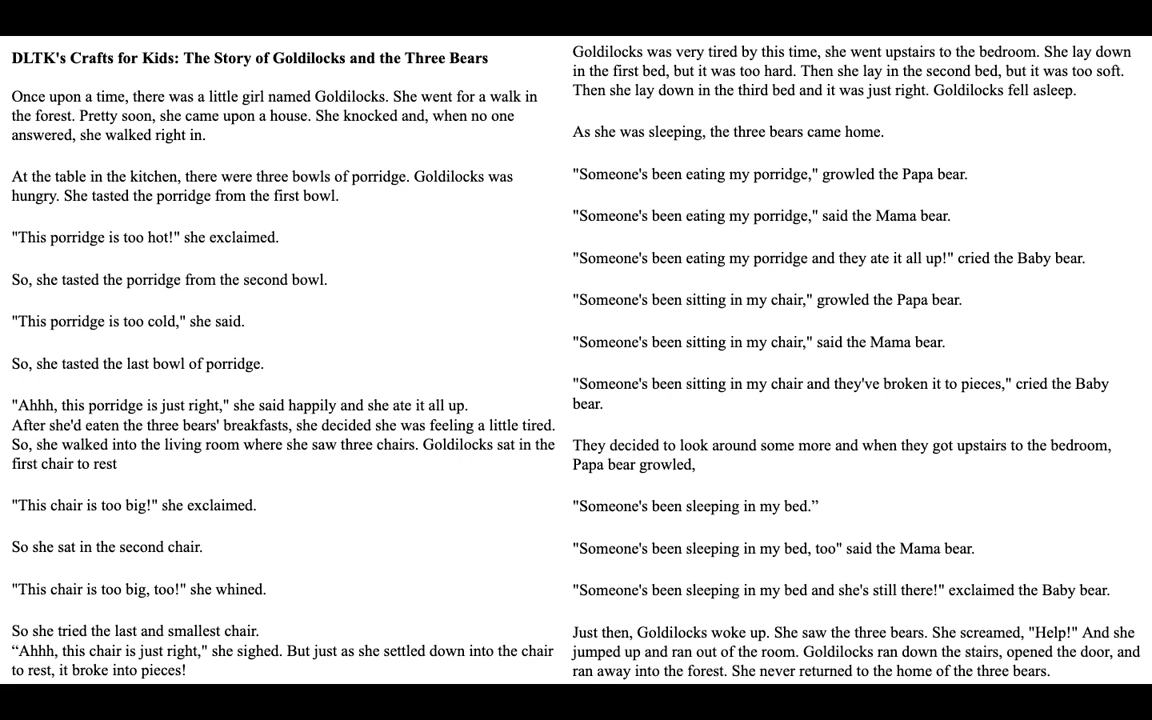 DLTK's Crafts for Kids: The Story of Goldilocks and the Three Bears
Once upon a time, there was a little girl named Goldilocks. She went for a walk in
the forest. Pretty soon, she came upon a house. She knocked and, when no one
answered, she walked right in.
At the table in the kitchen, there were three bowls of porridge. Goldilocks was
hungry. She tasted the porridge from the first bowl.
"This porridge is too hot!" she exclaimed.
So, she tasted the porridge from the second bowl.
"This porridge is too cold," she said.
So, she tasted the last bowl of porridge.
"Ahhh, this porridge is just right," she said happily and she ate it all up.
After she'd eaten the three bears' breakfasts, she decided she was feeling a little tired.
So, she walked into the living room where she saw three chairs. Goldilocks sat in the
first chair to rest
"This chair is too big!" she exclaimed.
So she sat in the second chair.
"This chair is too big, too!" she whined.
So she tried the last and smallest chair.
“Ahhh, this chair is just right," she sighed. But just as she settled down into the chair
to rest, it broke into pieces!
Goldilocks was very tired by this time, she went upstairs to the bedroom. She lay down
in the first bed, but it was too hard. Then she lay in the second bed, but it was too soft.
Then she lay down in the third bed and it was just right. Goldilocks fell asleep.
As she was sleeping, the three bears came home.
"Someone's been eating my porridge," growled the Papa bear.
"Someone's been eating my porridge," said the Mama bear.
"Someone's been eating my porridge and they ate it all up!" cried the Baby bear.
"Someone's been sitting in my chair," growled the Papa bear.
"Someone's been sitting in my chair," said the Mama bear.
"Someone's been sitting in my chair and they've broken it to pieces," cried the Baby
bear.
They decided to look around some more and when they got upstairs to the bedroom,
Papa bear growled,
"Someone's been sleeping in my bed.”
"Someone's been sleeping in my bed, too" said the Mama bear.
"Someone's been sleeping in my bed and she's still there!" exclaimed the Baby bear.
Just then, Goldilocks woke up. She saw the three bears. She screamed, "Help!" And she
jumped up and ran out of the room. Goldilocks ran down the stairs, opened the door, and
ran away into the forest. She never returned to the home of the three bears.